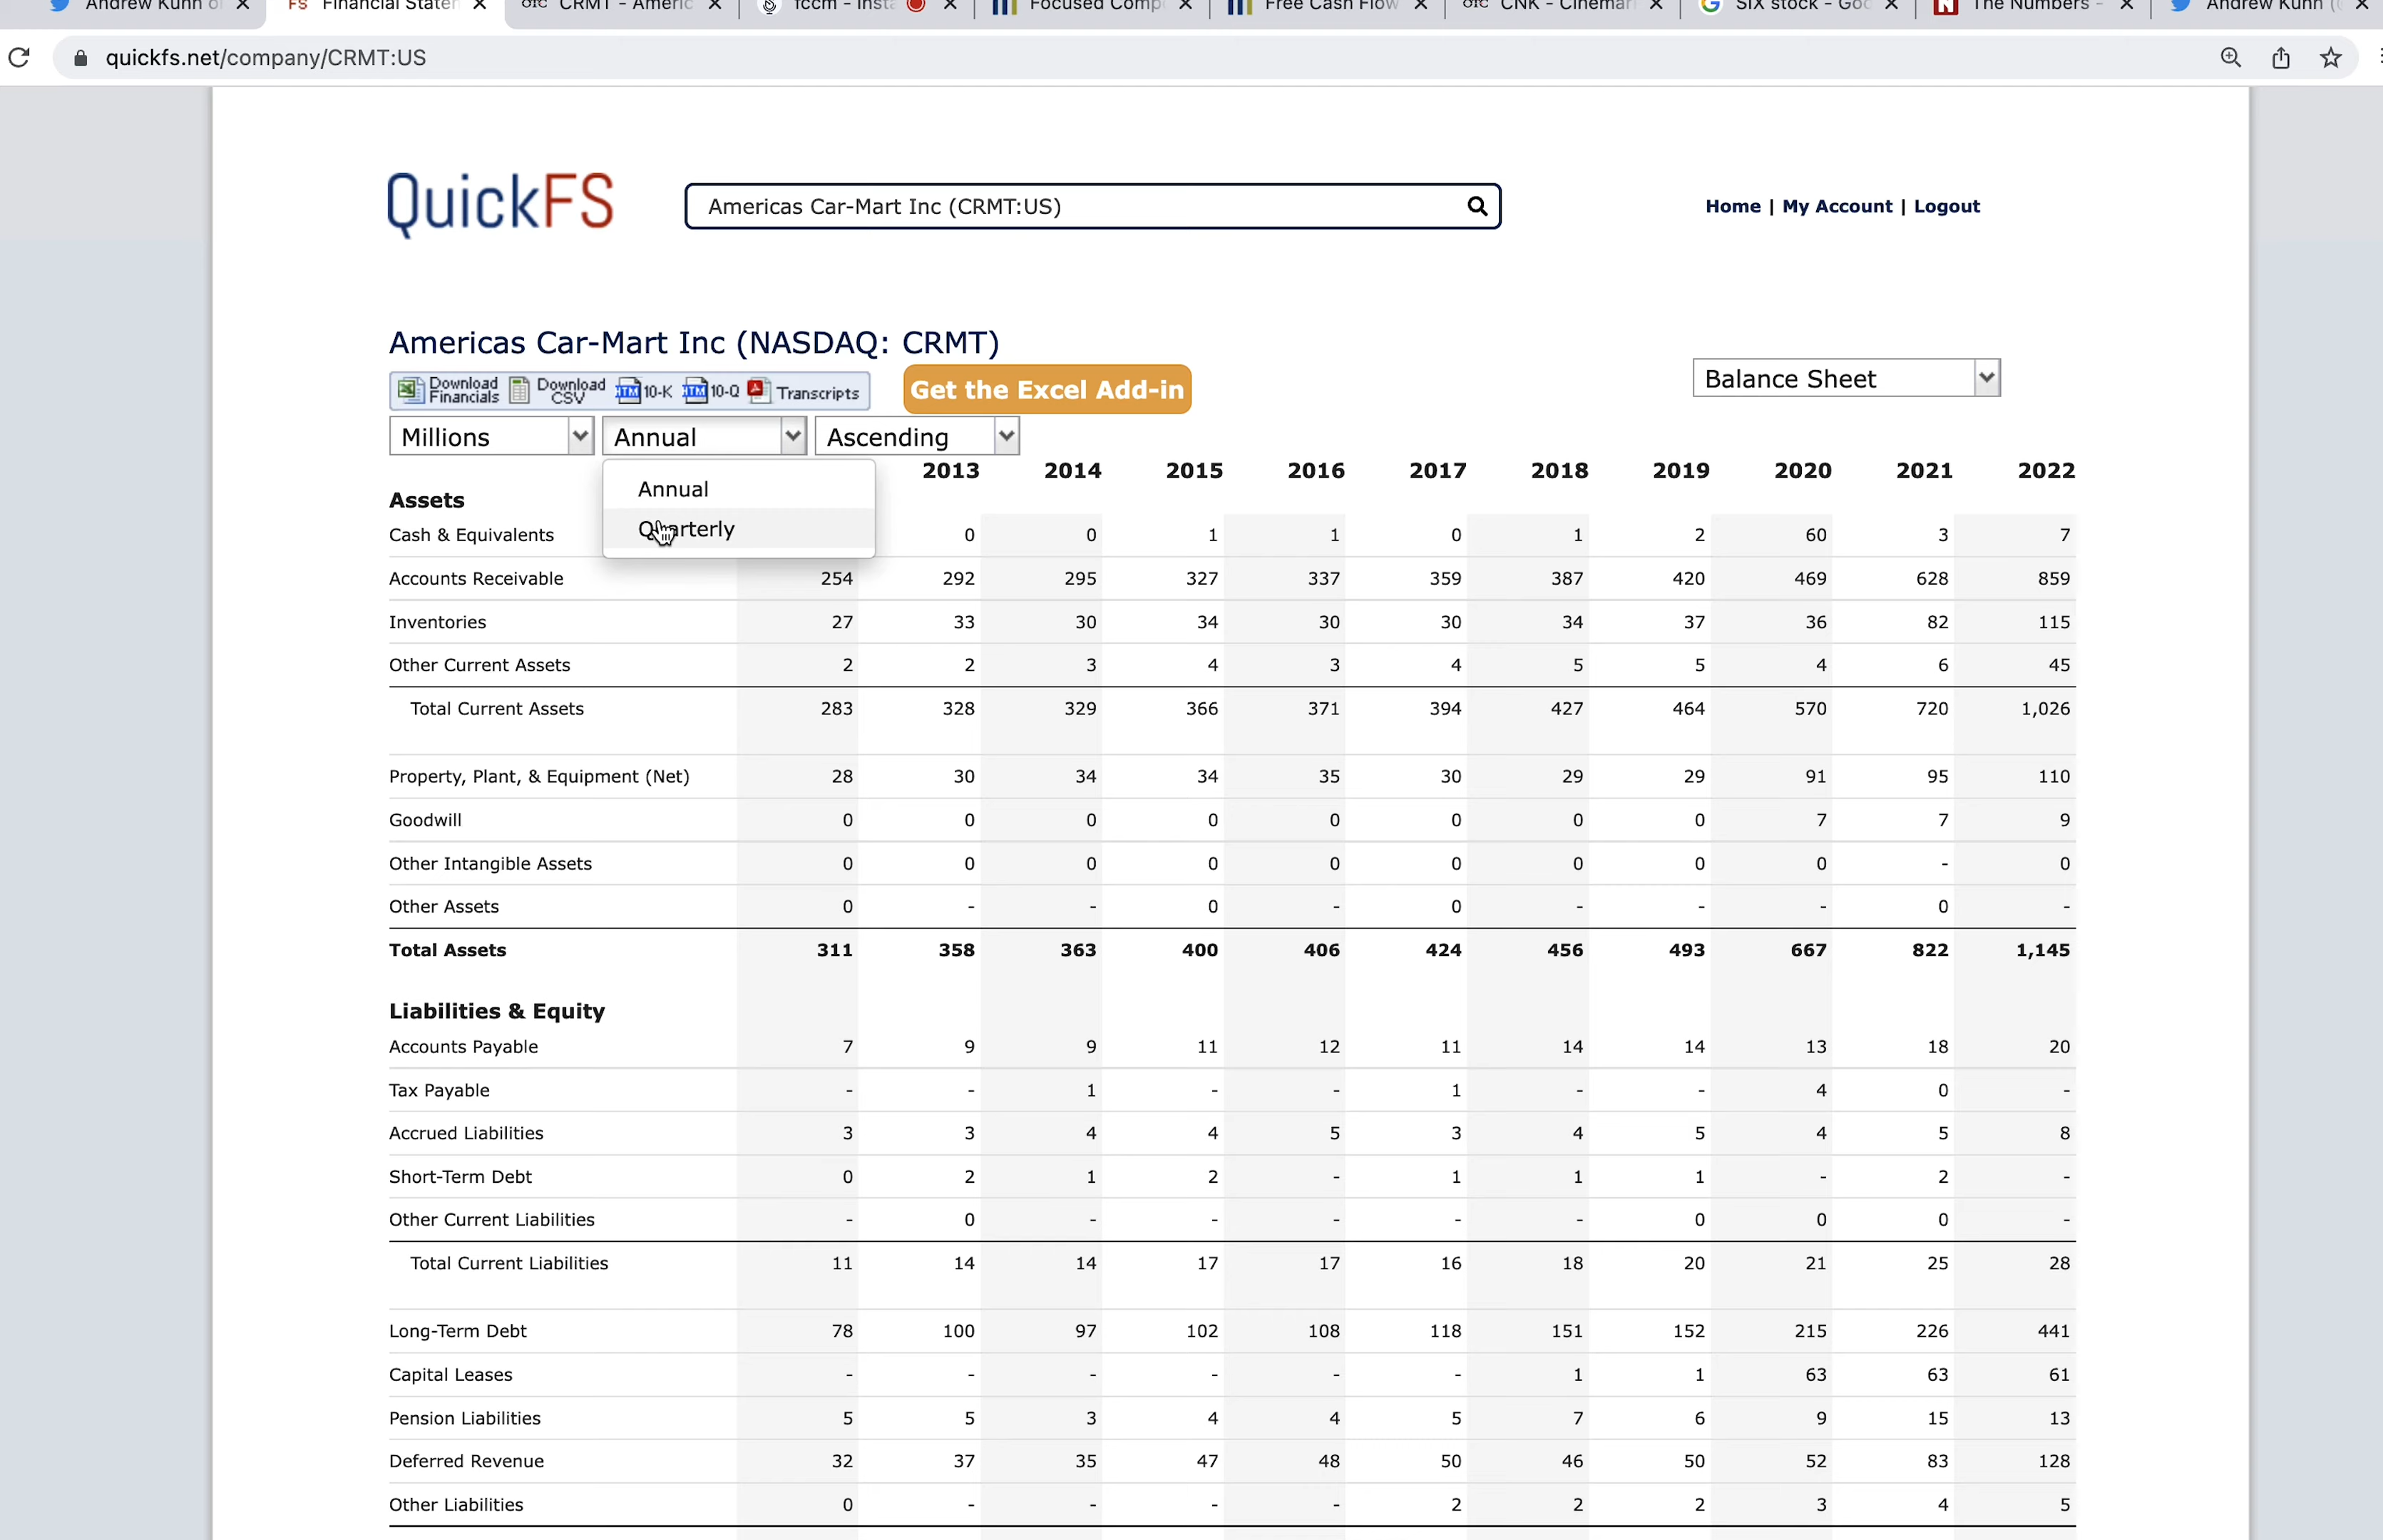 Andrew Kuhn o
Financial Stater
CRMT - Americ
fccm - Insta
Focused Comp
Free Cash Flow
CNK - Cinemar
SIX stock - Goo
The Numbers -
Andrew Kuhn (
quickfs.net/company/CRMT:US
QuickFS
Americas Car-Mart Inc (CRMT:US)
Home | My Account | Logout
Americas Car-Mart Inc (NASDAQ: CRMT)
Download Financials Download CSV 10-K 10-Q Transcripts
Get the Excel Add-in
Balance Sheet
Millions Annual Ascending
Annual
Quarterly
2013 2014 2015 2016 2017 2018 2019 2020 2021 2022
Assets
Cash & Equivalents 0 0 1 1 0 1 2 60 3 7
Accounts Receivable 254 292 295 327 337 359 387 420 469 628 859
Inventories 27 33 30 34 30 30 34 37 36 82 115
Other Current Assets 2 2 3 4 3 4 5 5 4 6 45
Total Current Assets 283 328 329 366 371 394 427 464 570 720 1,026
Property, Plant, & Equipment (Net) 28 30 34 34 35 30 29 29 91 95 110
Goodwill 0 0 0 0 0 0 0 0 7 7 9
Other Intangible Assets 0 0 0 0 0 0 0 0 0 - 0
Other Assets 0 - - 0 - 0 - - - 0 -
Total Assets 311 358 363 400 406 424 456 493 667 822 1,145
Liabilities & Equity
Accounts Payable 7 9 9 11 12 11 14 14 13 18 20
Tax Payable - - 1 - - 1 - - 4 0 -
Accrued Liabilities 3 3 4 4 5 3 4 5 4 5 8
Short-Term Debt 0 2 1 2 - 1 1 1 - 2 -
Other Current Liabilities - 0 - - - - - 0 0 0 -
Total Current Liabilities 11 14 14 17 17 16 18 20 21 25 28
Long-Term Debt 78 100 97 102 108 118 151 152 215 226 441
Capital Leases - - - - - - 1 1 63 63 61
Pension Liabilities 5 5 3 4 4 5 7 6 9 15 13
Deferred Revenue 32 37 35 47 48 50 46 50 52 83 128
Other Liabilities 0 - - - - 2 2 2 3 4 5